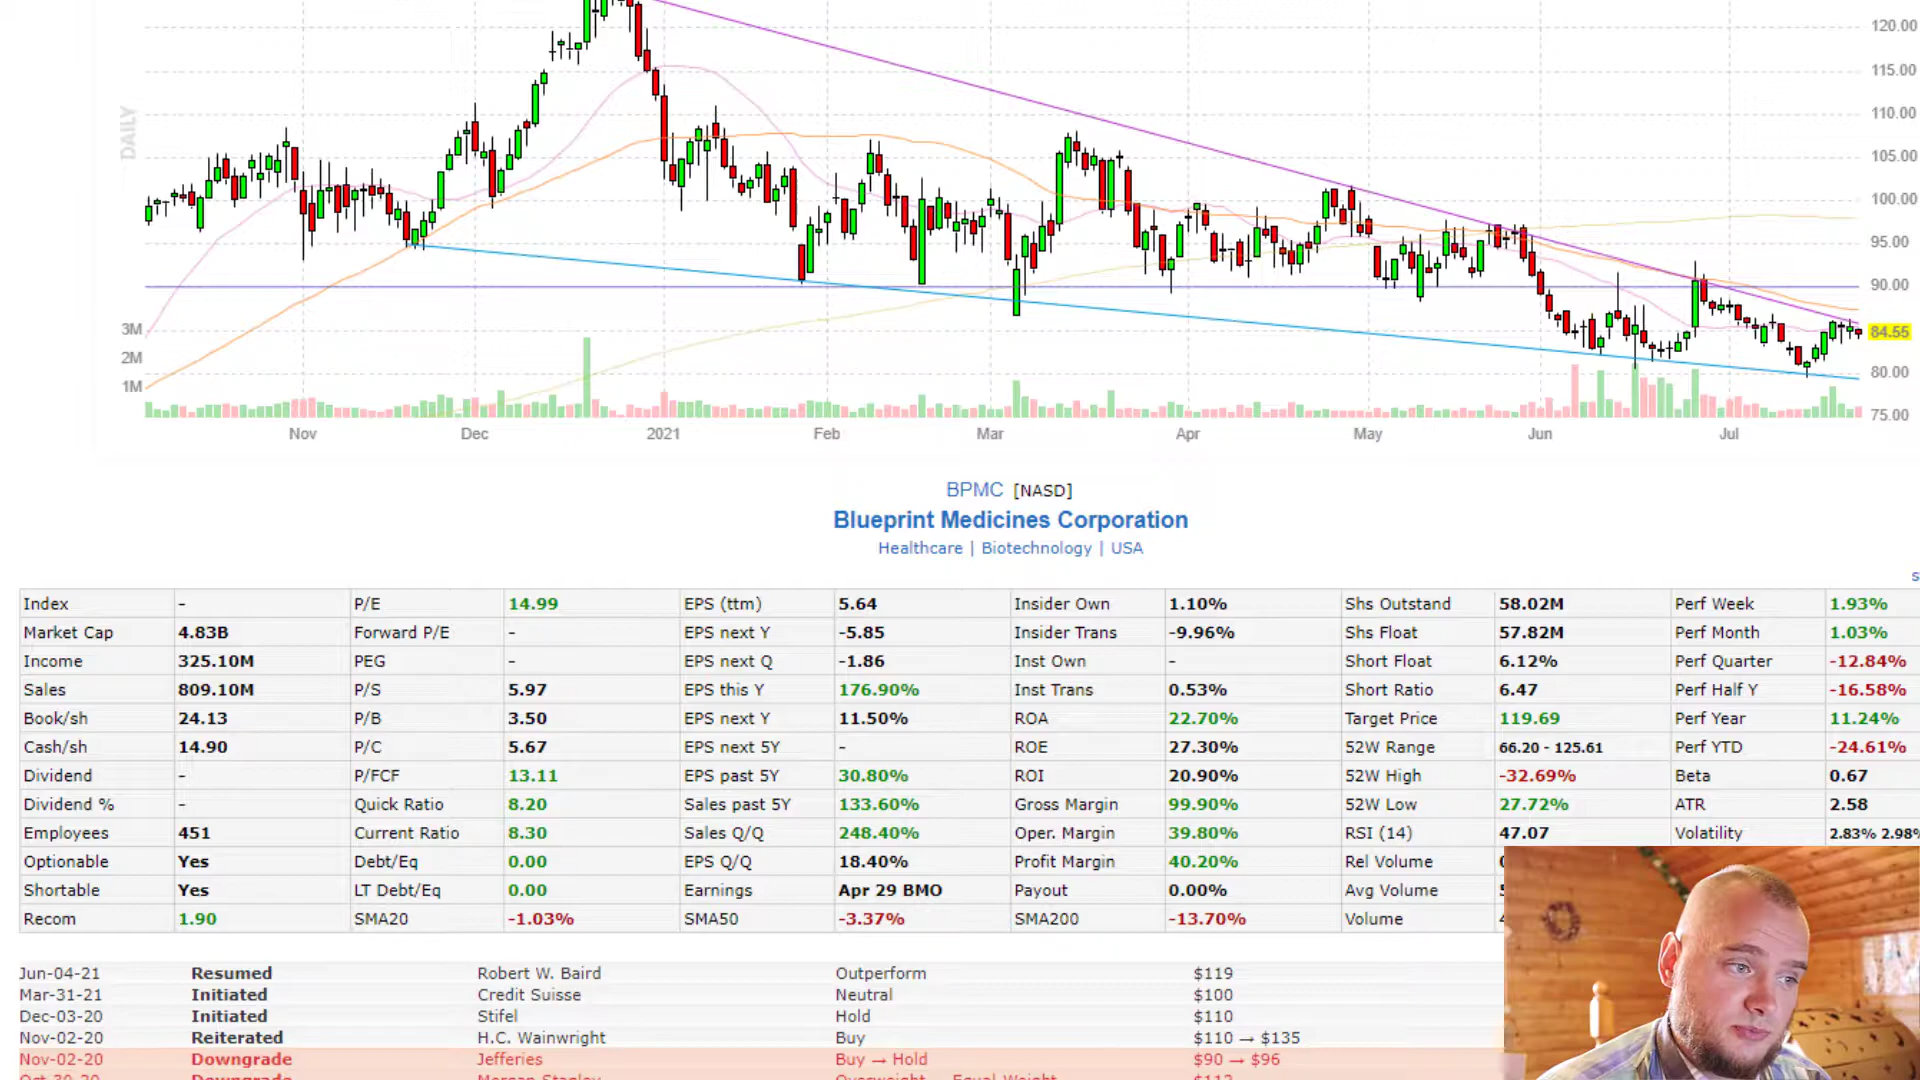 120.00
115.00
110.00
DAILY
105.00
100.00
95.00
90.00
3M
84.55
2M
80.00
1M
75.00
Nov Dec 2021 Feb Mar Apr May Jun Jul
BPMC [NASD]
Blueprint Medicines Corporation
Healthcare | Biotechnology | USA
Index - P/E 14.99 EPS (ttm) 5.64 Insider Own 1.10% Shs Outstand 58.02M Perf Week 1.93%
Market Cap 4.83B Forward P/E - EPS next Y -5.85 Insider Trans -9.96% Shs Float 57.82M Perf Month 1.03%
Income 325.10M PEG - EPS next Q -1.86 Inst Own - Short Float 6.12% Perf Quarter -12.84%
Sales 809.10M P/S 5.97 EPS this Y 176.90% Inst Trans 0.53% Short Ratio 6.47 Perf Half Y -16.58%
Book/sh 24.13 P/B 3.50 EPS next Y 11.50% ROA 22.70% Target Price 119.69 Perf Year 11.24%
Cash/sh 14.90 P/C 5.67 EPS next 5Y - ROE 27.30% 52W Range 66.20 - 125.61 Perf YTD -24.61%
Dividend - P/FCF 13.11 EPS past 5Y 30.80% ROI 20.90% 52W High -32.69% Beta 0.67
Dividend % - Quick Ratio 8.20 Sales past 5Y 133.60% Gross Margin 99.90% 52W Low 27.72% ATR 2.58
Employees 451 Current Ratio 8.30 Sales Q/Q 248.40% Oper. Margin 39.80% RSI (14) 47.07 Volatility 2.83% 2.98%
Optionable Yes Debt/Eq 0.00 EPS Q/Q 18.40% Profit Margin 40.20% Rel Volume
Shortable Yes LT Debt/Eq 0.00 Earnings Apr 29 BMO Payout 0.00% Avg Volume
Recom 1.90 SMA20 -1.03% SMA50 -3.37% SMA200 -13.70% Volume
Jun-04-21 Resumed Robert W. Baird Outperform $119
Mar-31-21 Initiated Credit Suisse Neutral $100
Dec-03-20 Initiated Stifel Hold $110
Nov-02-20 Reiterated H.C. Wainwright Buy $110 → $135
Nov-02-20 Downgrade Jefferies Buy → Hold $90 → $96
Oct-30-20 Downgrade Morgan Stanley Overweight → Equal-Weight